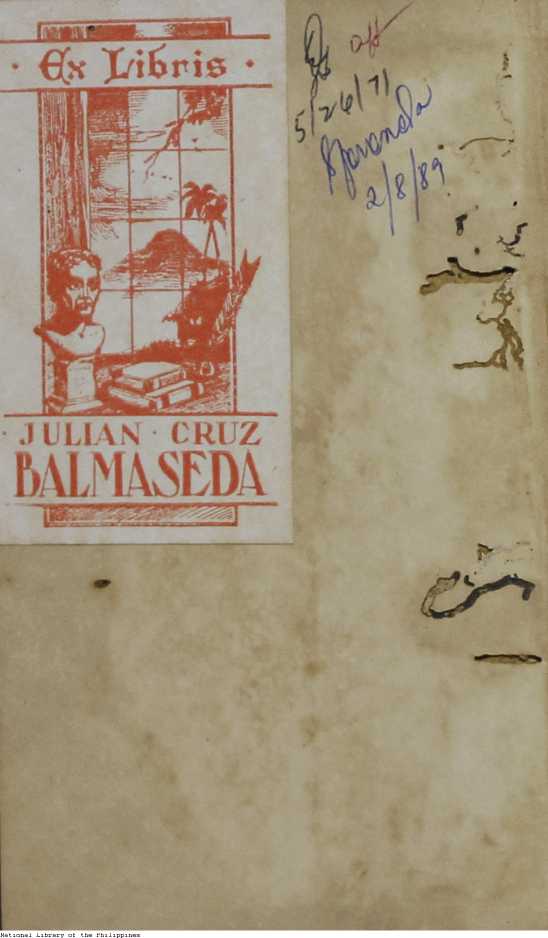 · Ex Libris ·
JULIAN · CRUZ
BALMASEDA
5/26/71
2/8/89
National Library of the Philippines